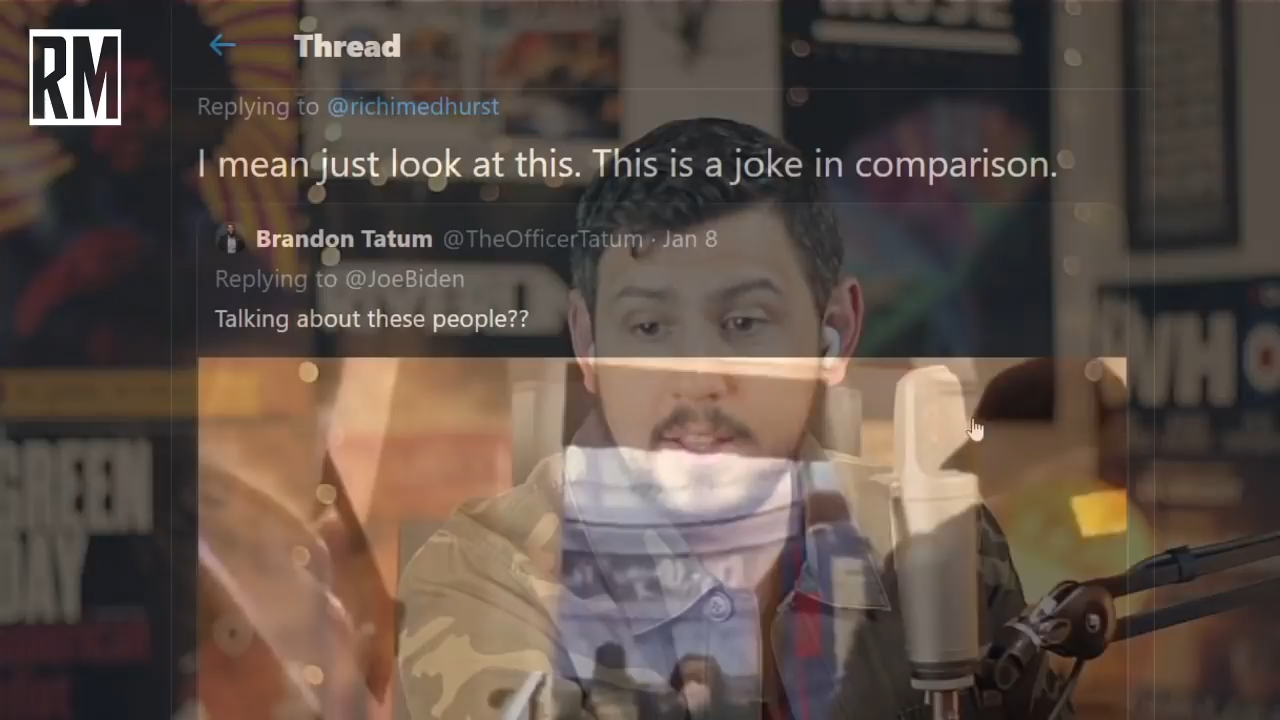 RM
Thread
Replying to @richimedhurst
I mean just look at this. This is a joke in comparison.
Brandon Tatum @TheOfficerTatum · Jan 8
Replying to @JoeBiden
Talking about these people??
MUSE
GREEN
DAY